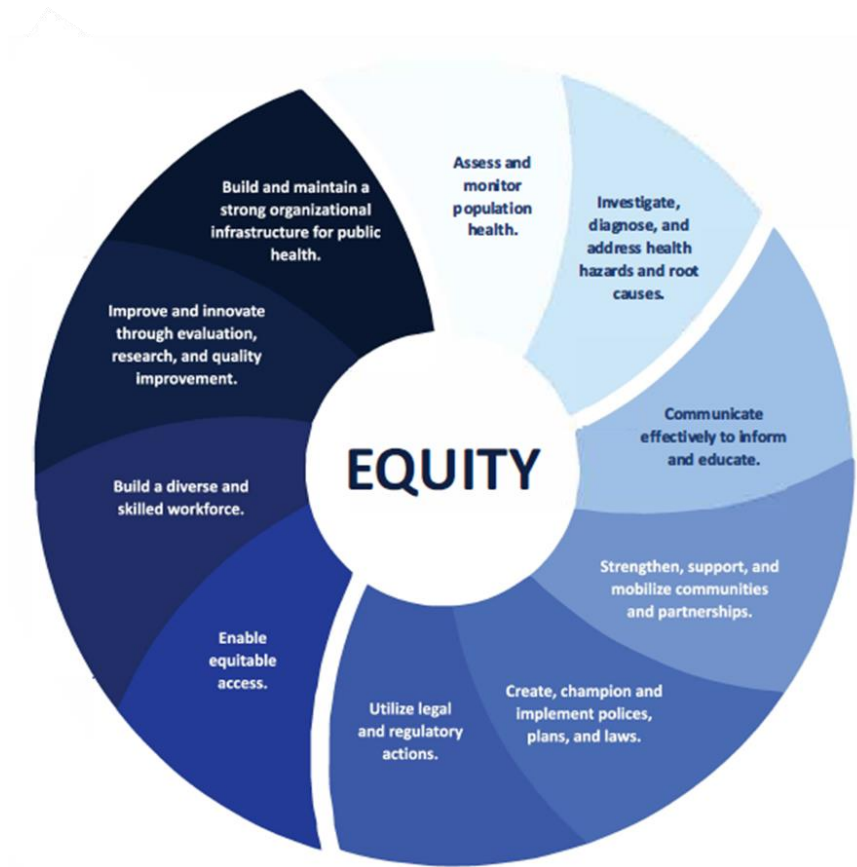 Assess and
monitor
population
health.
Investigate,
diagnose, and
address health
hazards and root
causes.
Communicate
effectively to inform
and educate.
Strengthen, support, and
mobilize communities
and partnerships.
Create, champion and
implement polices,
plans, and laws.
Utilize legal
and regulatory
actions.
Enable
equitable
access.
Build a diverse and
skilled workforce.
Improve and innovate
through evaluation,
research, and quality
improvement.
Build and maintain a
strong organizational
infrastructure for public
health.
EQUITY